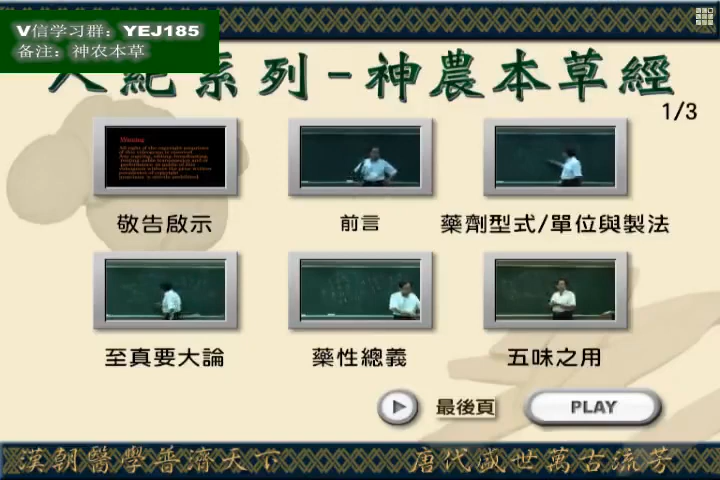 V信学习群：YEJ185
备注：神农本草
人紀系列-神農本草經
1/3
Warning
敬告啟示
前言
藥劑型式/單位與製法
至真要大論
藥性總義
五味之用
最後頁
PLAY
漢朝醫學普濟天下
唐代盛世萬古流芳